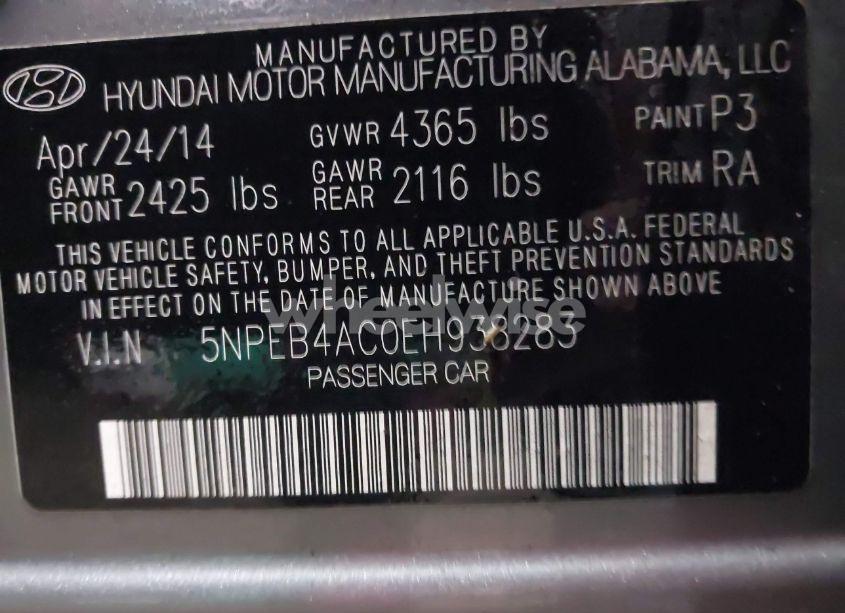 MANUFACTURED BY
HYUNDAI MOTOR MANUFACTURING ALABAMA, LLC
Apr/24/14 GVWR 4365 lbs PAINT P3
GAWR FRONT 2425 lbs GAWR REAR 2116 lbs TRIM RA
THIS VEHICLE CONFORMS TO ALL APPLICABLE U.S.A. FEDERAL
MOTOR VEHICLE SAFETY, BUMPER, AND THEFT PREVENTION STANDARDS
IN EFFECT ON THE DATE OF MANUFACTURE SHOWN ABOVE
wheelwise
V.I.N 5NPEB4AC0EH938283
PASSENGER CAR